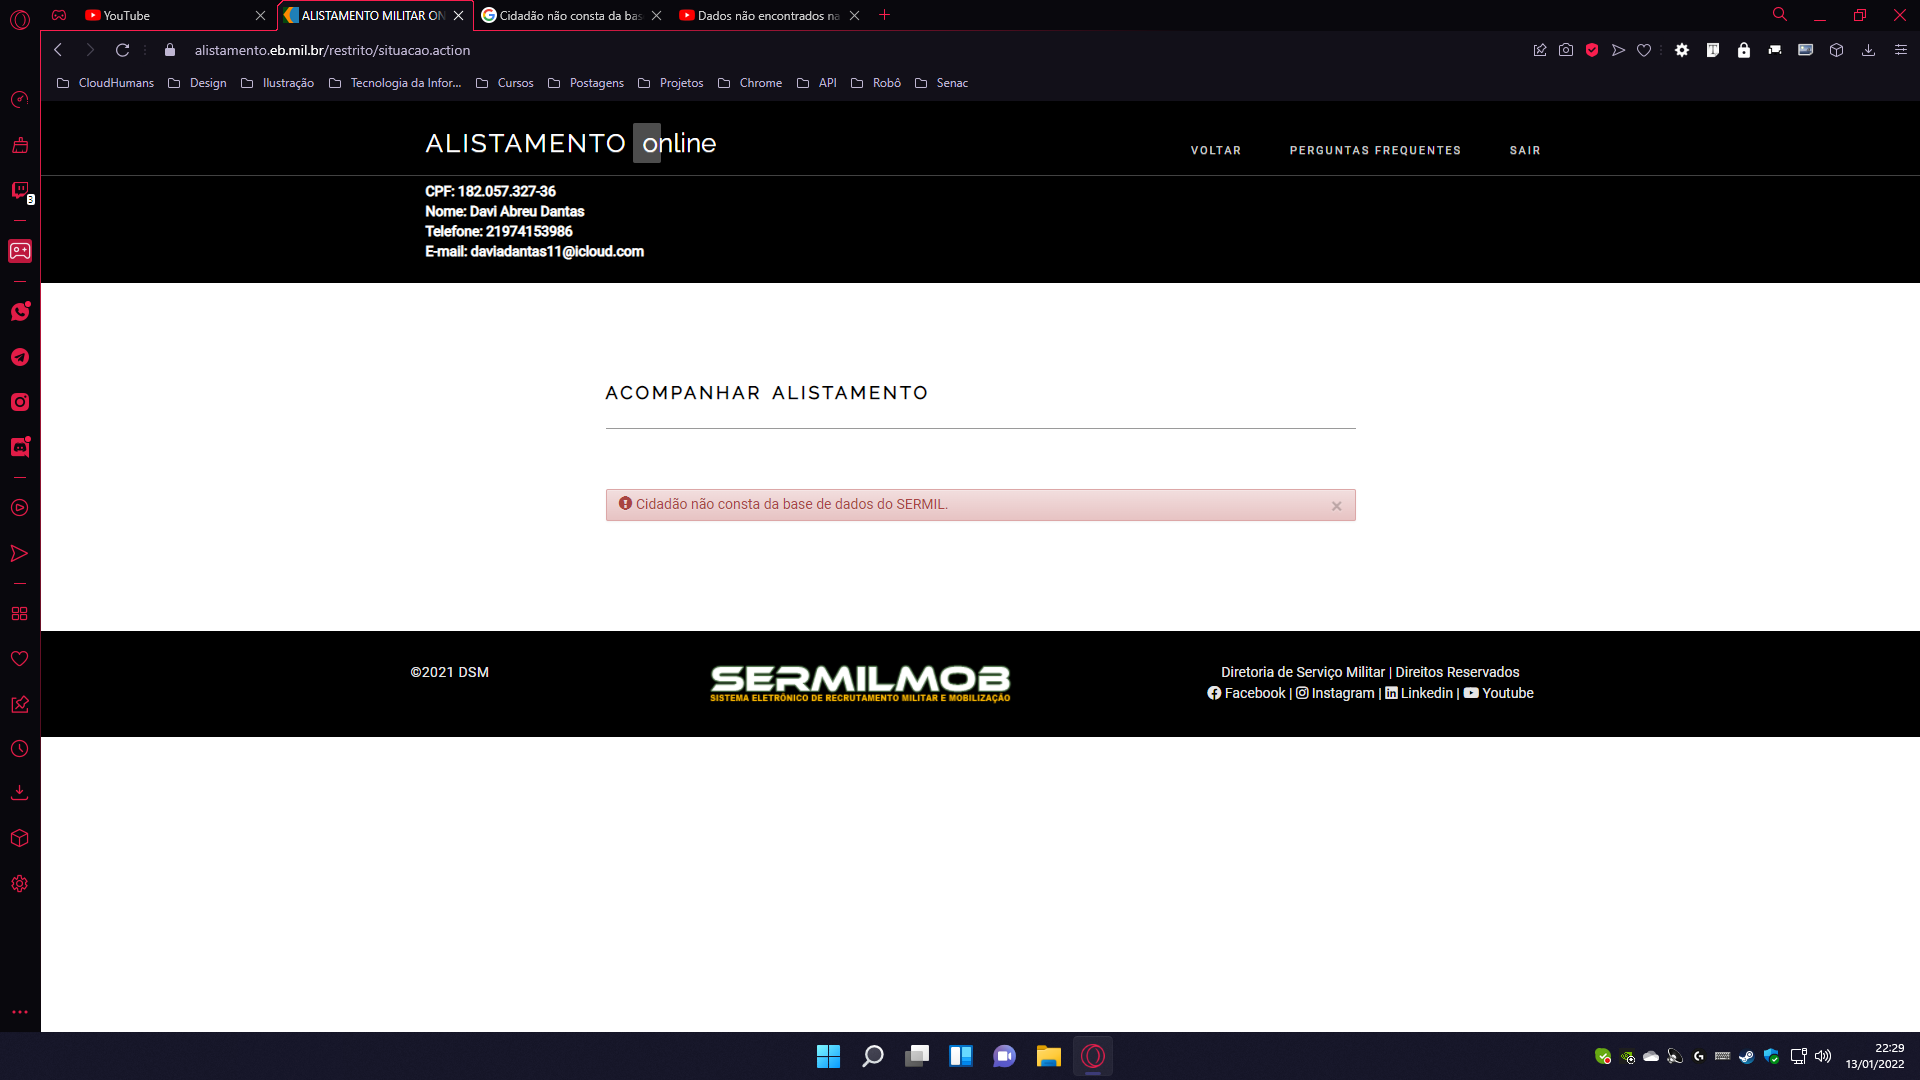 YouTube
ALISTAMENTO MILITAR ON
Cidadão não consta da bas
Dados não encontrados na
alistamento.eb.mil.br/restrito/situacao.action
CloudHumans
Design
Ilustração
Tecnologia da Infor...
Cursos
Postagens
Projetos
Chrome
API
Robô
Senac
ALISTAMENTO online
VOLTAR
PERGUNTAS FREQUENTES
SAIR
CPF: 182.057.327-36
Nome: Davi Abreu Dantas
Telefone: 21974153986
E-mail: daviadantas11@icloud.com
3
ACOMPANHAR ALISTAMENTO
Cidadão não consta da base de dados do SERMIL.
©2021 DSM
SERMILMOB
SISTEMA ELETRÔNICO DE RECRUTAMENTO MILITAR E MOBILIZAÇÃO
Diretoria de Serviço Militar | Direitos Reservados
Facebook | Instagram | Linkedin | Youtube
22:29
13/01/2022